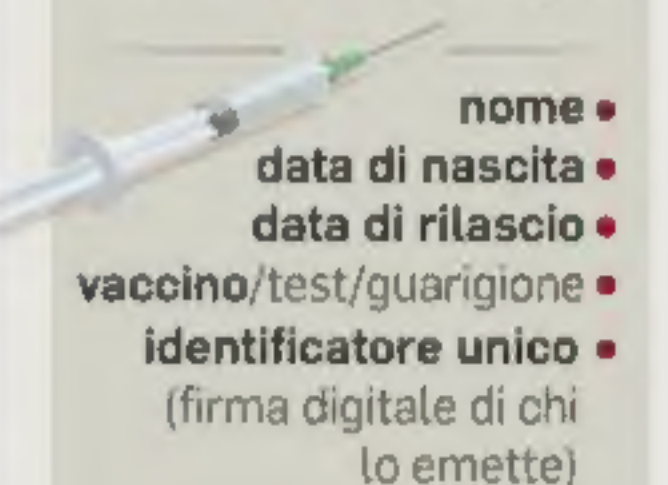 nome •
data di nascita •
data di rilascio •
vaccino/test/guarigione •
identificatore unico •
(firma digitale di chi
lo emette)